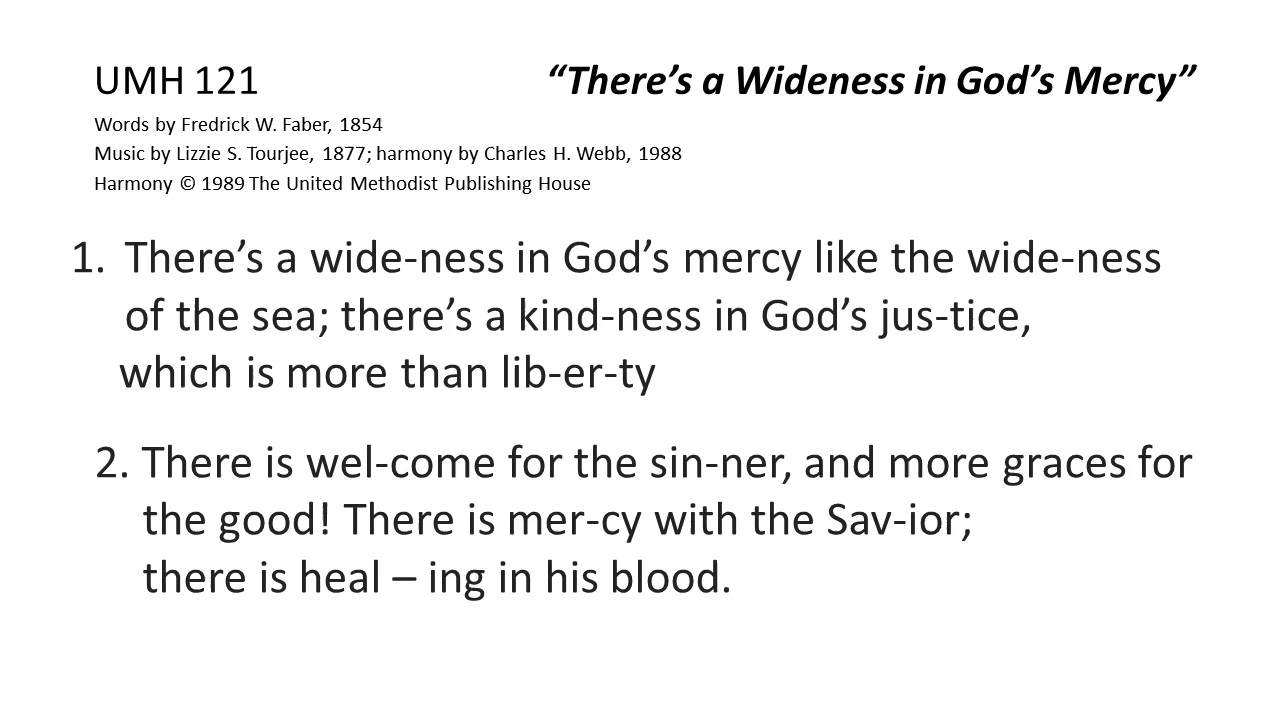 UMH 121 “There’s a Wideness in God’s Mercy”
Words by Fredrick W. Faber, 1854
Music by Lizzie S. Tourjee, 1877; harmony by Charles H. Webb, 1988
Harmony © 1989 The United Methodist Publishing House
1. There’s a wide-ness in God’s mercy like the wide-ness
of the sea; there’s a kind-ness in God’s jus-tice,
which is more than lib-er-ty
2. There is wel-come for the sin-ner, and more graces for
the good! There is mer-cy with the Sav-ior;
there is heal – ing in his blood.